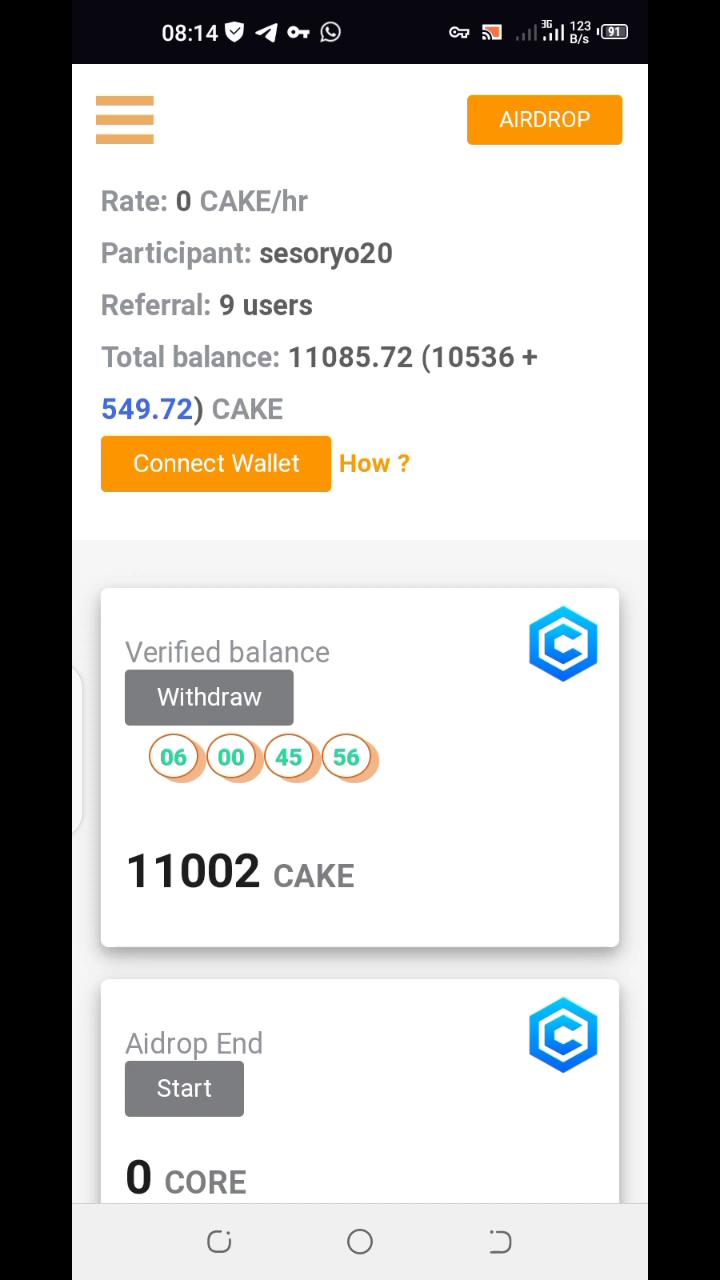 08:14 3G 123 B/s 91
AIRDROP
Rate: 0 CAKE/hr
Participant: sesoryo20
Referral: 9 users
Total balance: 11085.72 (10536 +
549.72) CAKE
Connect Wallet How ?
Verified balance
Withdraw
06 00 45 56
11002 CAKE
Aidrop End
Start
0 CORE